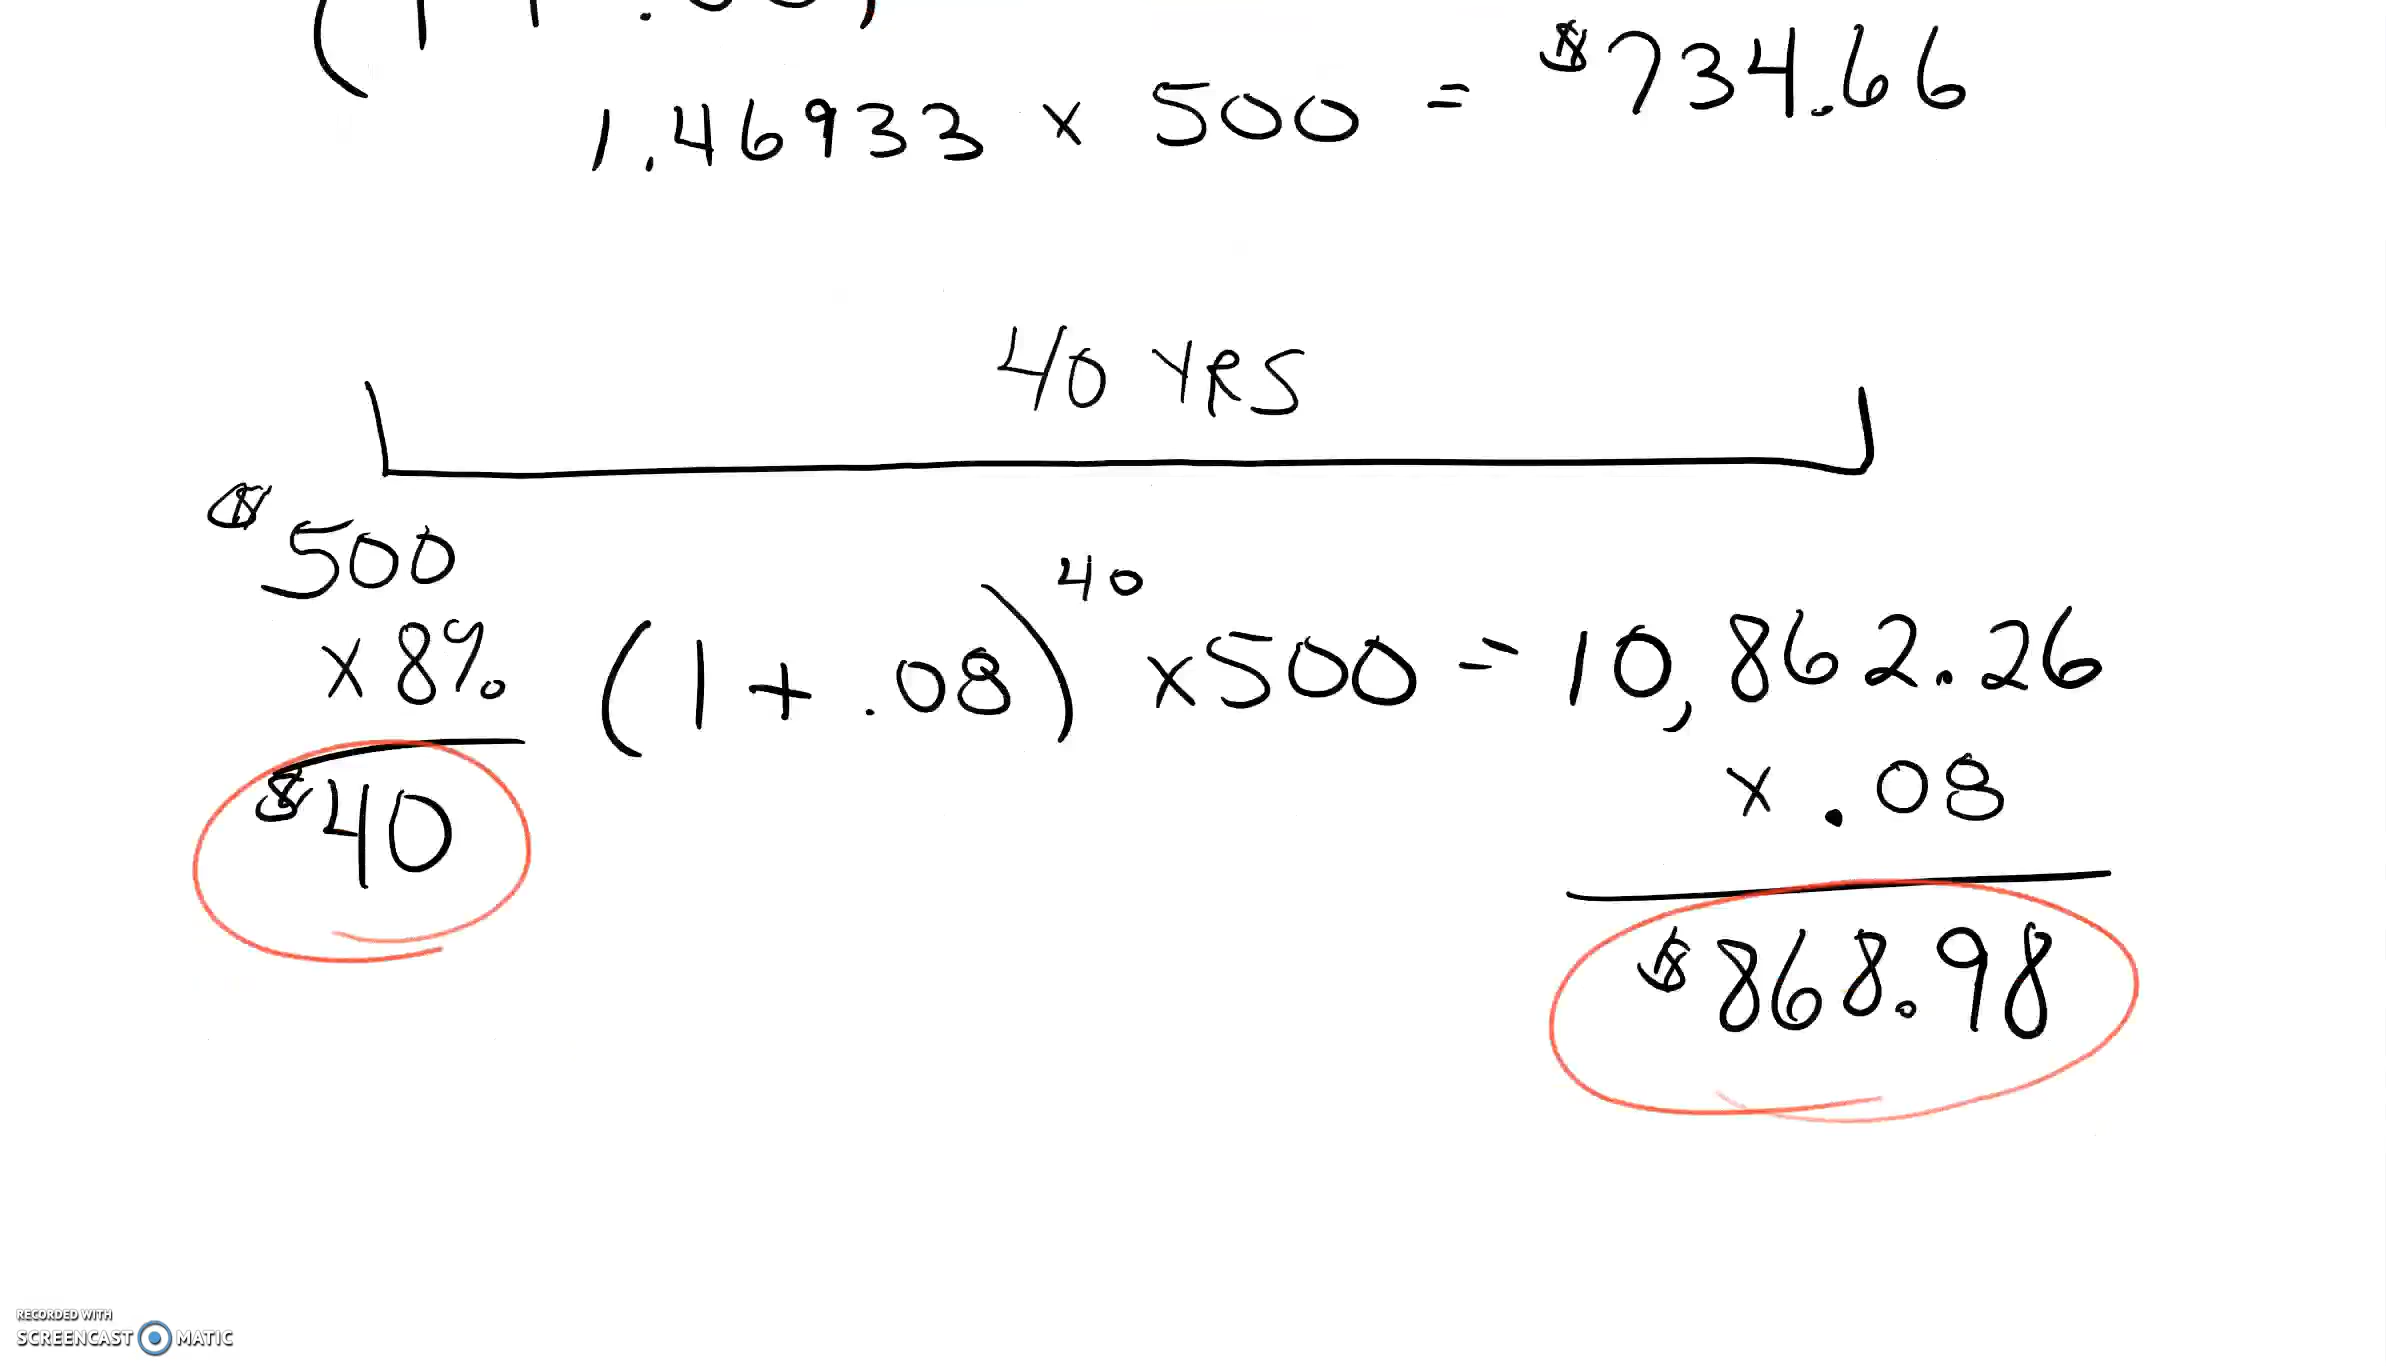 1.46933 x 500 = $734.66
40 YRS
$500
x 8%
$40
(1 + .08)^40 x 500 = 10,862.26
x .08
$868.98
RECORDED WITH
SCREENCAST MATIC